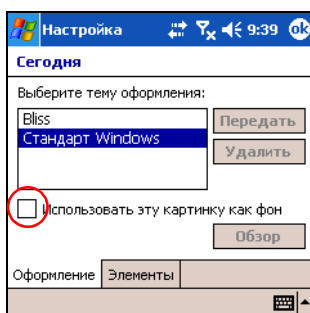 Настройка 9:39 ok
Сегодня
Выберите тему оформления:
Bliss
Стандарт Windows
Передать
Удалить
Использовать эту картинку как фон
Обзор
Оформление Элементы